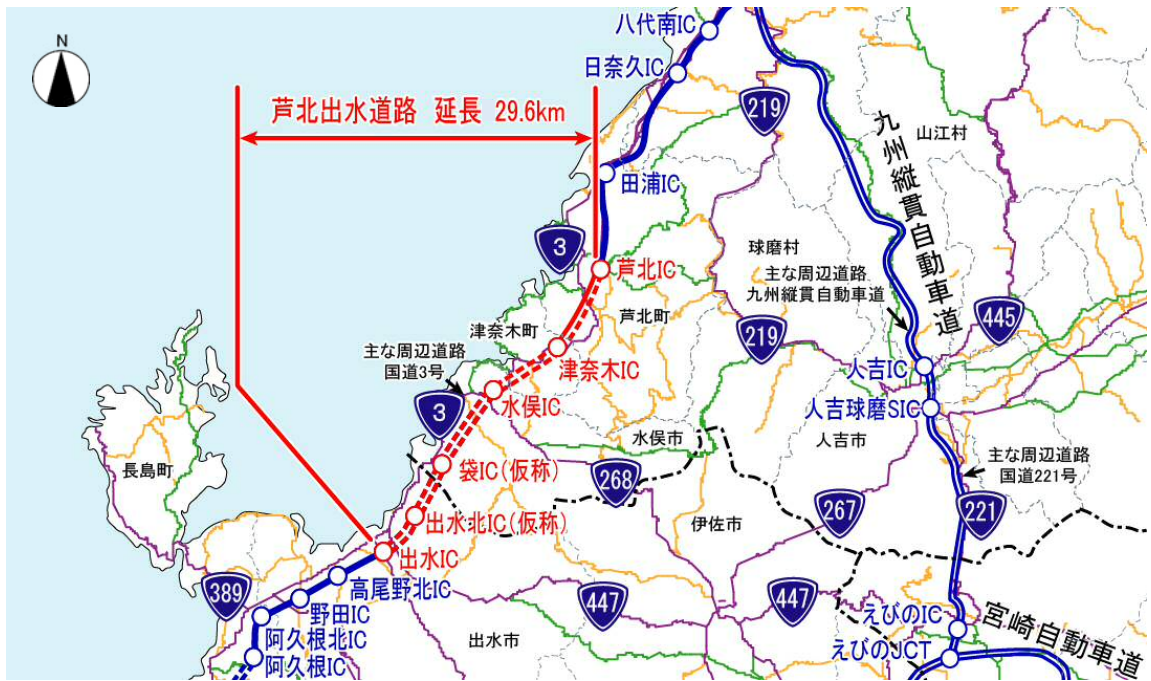 N
八代南IC
日奈久IC
芦北出水道路 延長 29.6km
219
九州縦貫自動車道
山江村
田浦IC
3
球磨村
芦北IC
主な周辺道路
九州縦貫自動車道
芦北町
津奈木町
219
445
主な周辺道路
国道3号
津奈木IC
人吉IC
水俣IC
3
人吉球磨SIC
水俣市
人吉市
長島町
袋IC(仮称)
主な周辺道路
国道221号
268
出水北IC(仮称)
伊佐市
267
221
出水IC
高尾野北IC
389
野田IC
447
447
阿久根北IC
出水市
えびのIC
宮崎自動車道
阿久根IC
えびのJCT